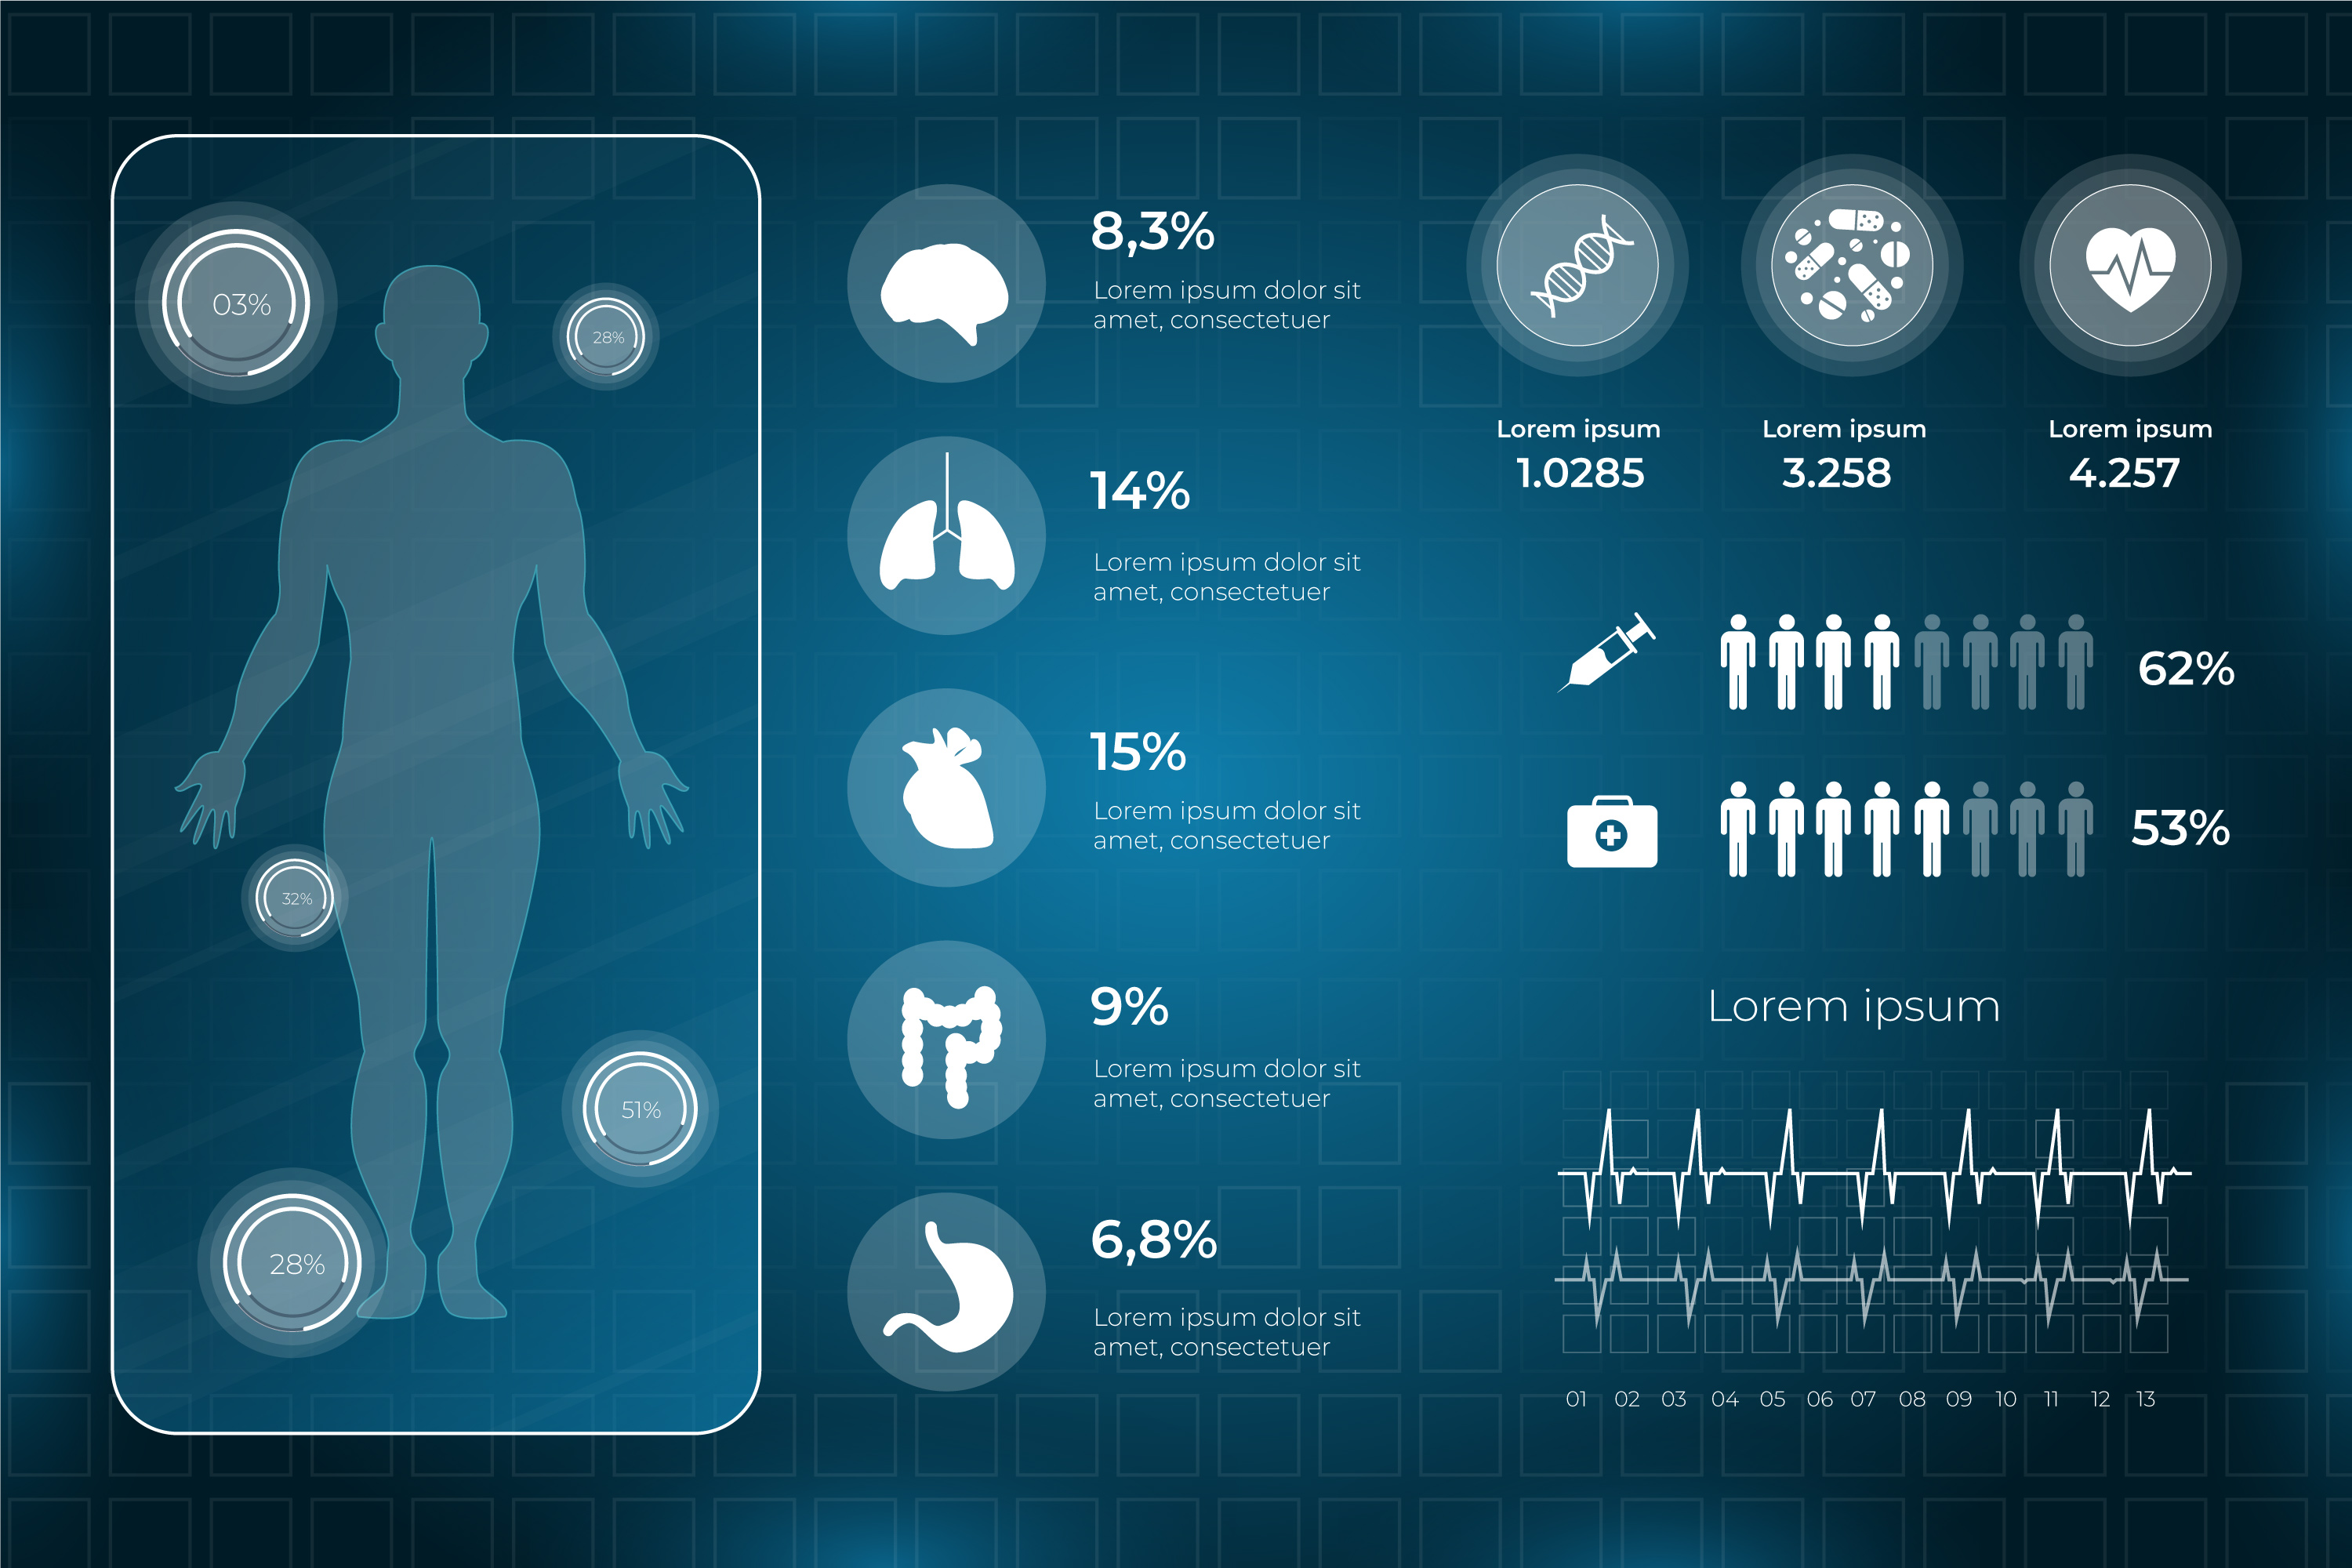 03%
28%
32%
51%
28%
8,3%
Lorem ipsum dolor sit
amet, consectetuer
14%
Lorem ipsum dolor sit
amet, consectetuer
15%
Lorem ipsum dolor sit
amet, consectetuer
9%
Lorem ipsum dolor sit
amet, consectetuer
6,8%
Lorem ipsum dolor sit
amet, consectetuer
Lorem ipsum
1.0285
Lorem ipsum
3.258
Lorem ipsum
4.257
62%
53%
Lorem ipsum
01 02 03 04 05 06 07 08 09 10 11 12 13